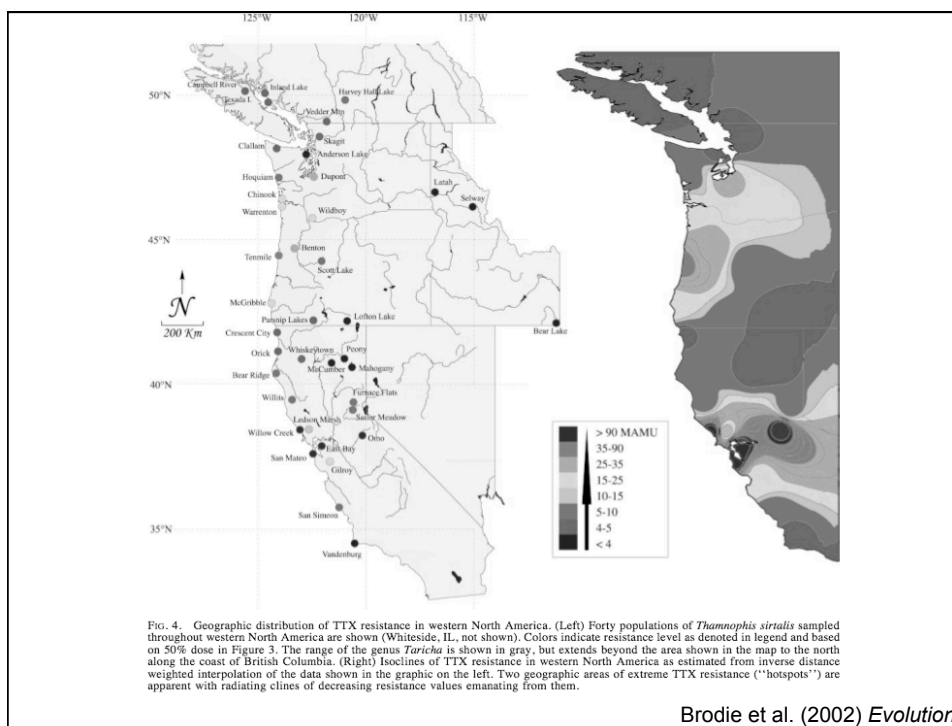 125°W 120°W 115°W
Campbell River
Inland Lake
Texada I.
Harvey Hall Lake
50°N
Vedder Mtn
Skagit
Clallam
Anderson Lake
Hoquiam
Dupont
Latah
Chinook
Selway
Warrenton
Wildboy
45°N
Benton
Tenmile
Scott Lake
N
McGribble
200 Km
Parsnip Lakes
Lofton Lake
Bear Lake
Crescent City
Orick
Whiskeytown
Peony
McCumber
Mahogany
Bear Ridge
40°N
Furnace Flats
Willits
Sattar Meadow
Ledson Marsh
Willow Creek
Omo
East Bay
San Mateo
Gilroy
San Simeon
35°N
Vandenburg
> 90 MAMU
35-90
25-35
15-25
10-15
5-10
4-5
< 4
FIG. 4. Geographic distribution of TTX resistance in western North America. (Left) Forty populations of Thamnophis sirtalis sampled
throughout western North America are shown (Whiteside, IL, not shown). Colors indicate resistance level as denoted in legend and based
on 50% dose in Figure 3. The range of the genus Taricha is shown in gray, but extends beyond the area shown in the map to the north
along the coast of British Columbia. (Right) Isoclines of TTX resistance in western North America as estimated from inverse distance
weighted interpolation of the data shown in the graphic on the left. Two geographic areas of extreme TTX resistance (‘‘hotspots’’) are
apparent with radiating clines of decreasing resistance values emanating from them.
Brodie et al. (2002) Evolution